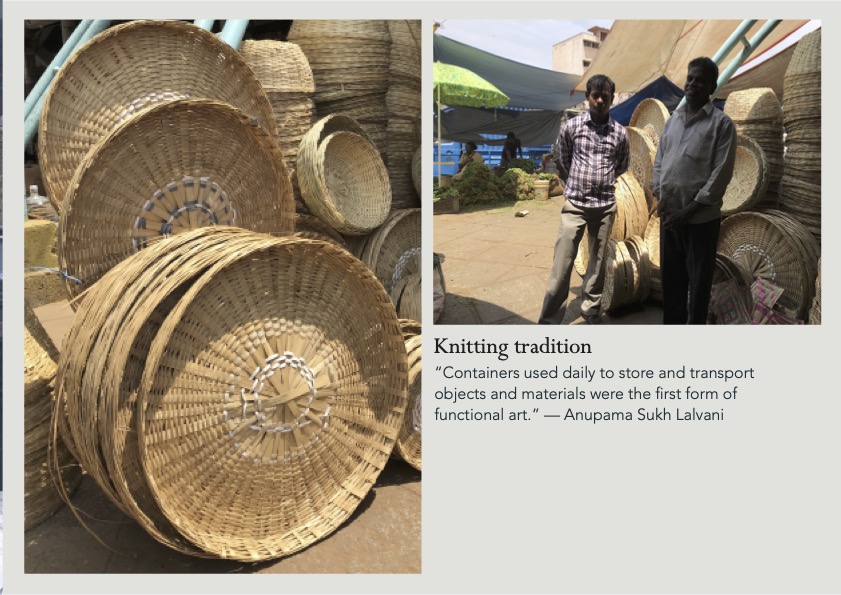 Knitting tradition
“Containers used daily to store and transport
objects and materials were the first form of
functional art.” — Anupama Sukh Lalvani